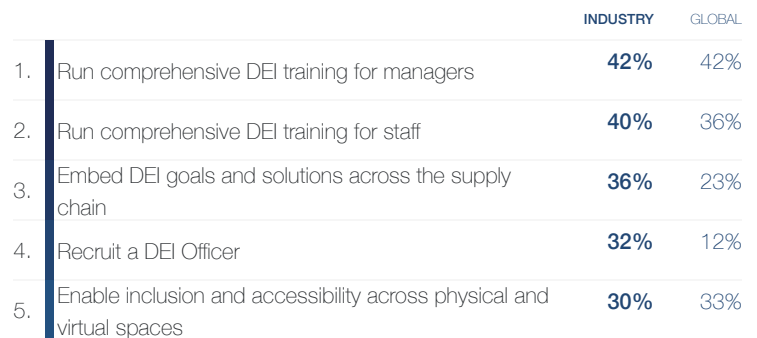 INDUSTRY GLOBAL
1. Run comprehensive DEI training for managers 42% 42%
2. Run comprehensive DEI training for staff 40% 36%
3. Embed DEI goals and solutions across the supply
chain 36% 23%
4. Recruit a DEI Officer 32% 12%
5. Enable inclusion and accessibility across physical and
virtual spaces 30% 33%